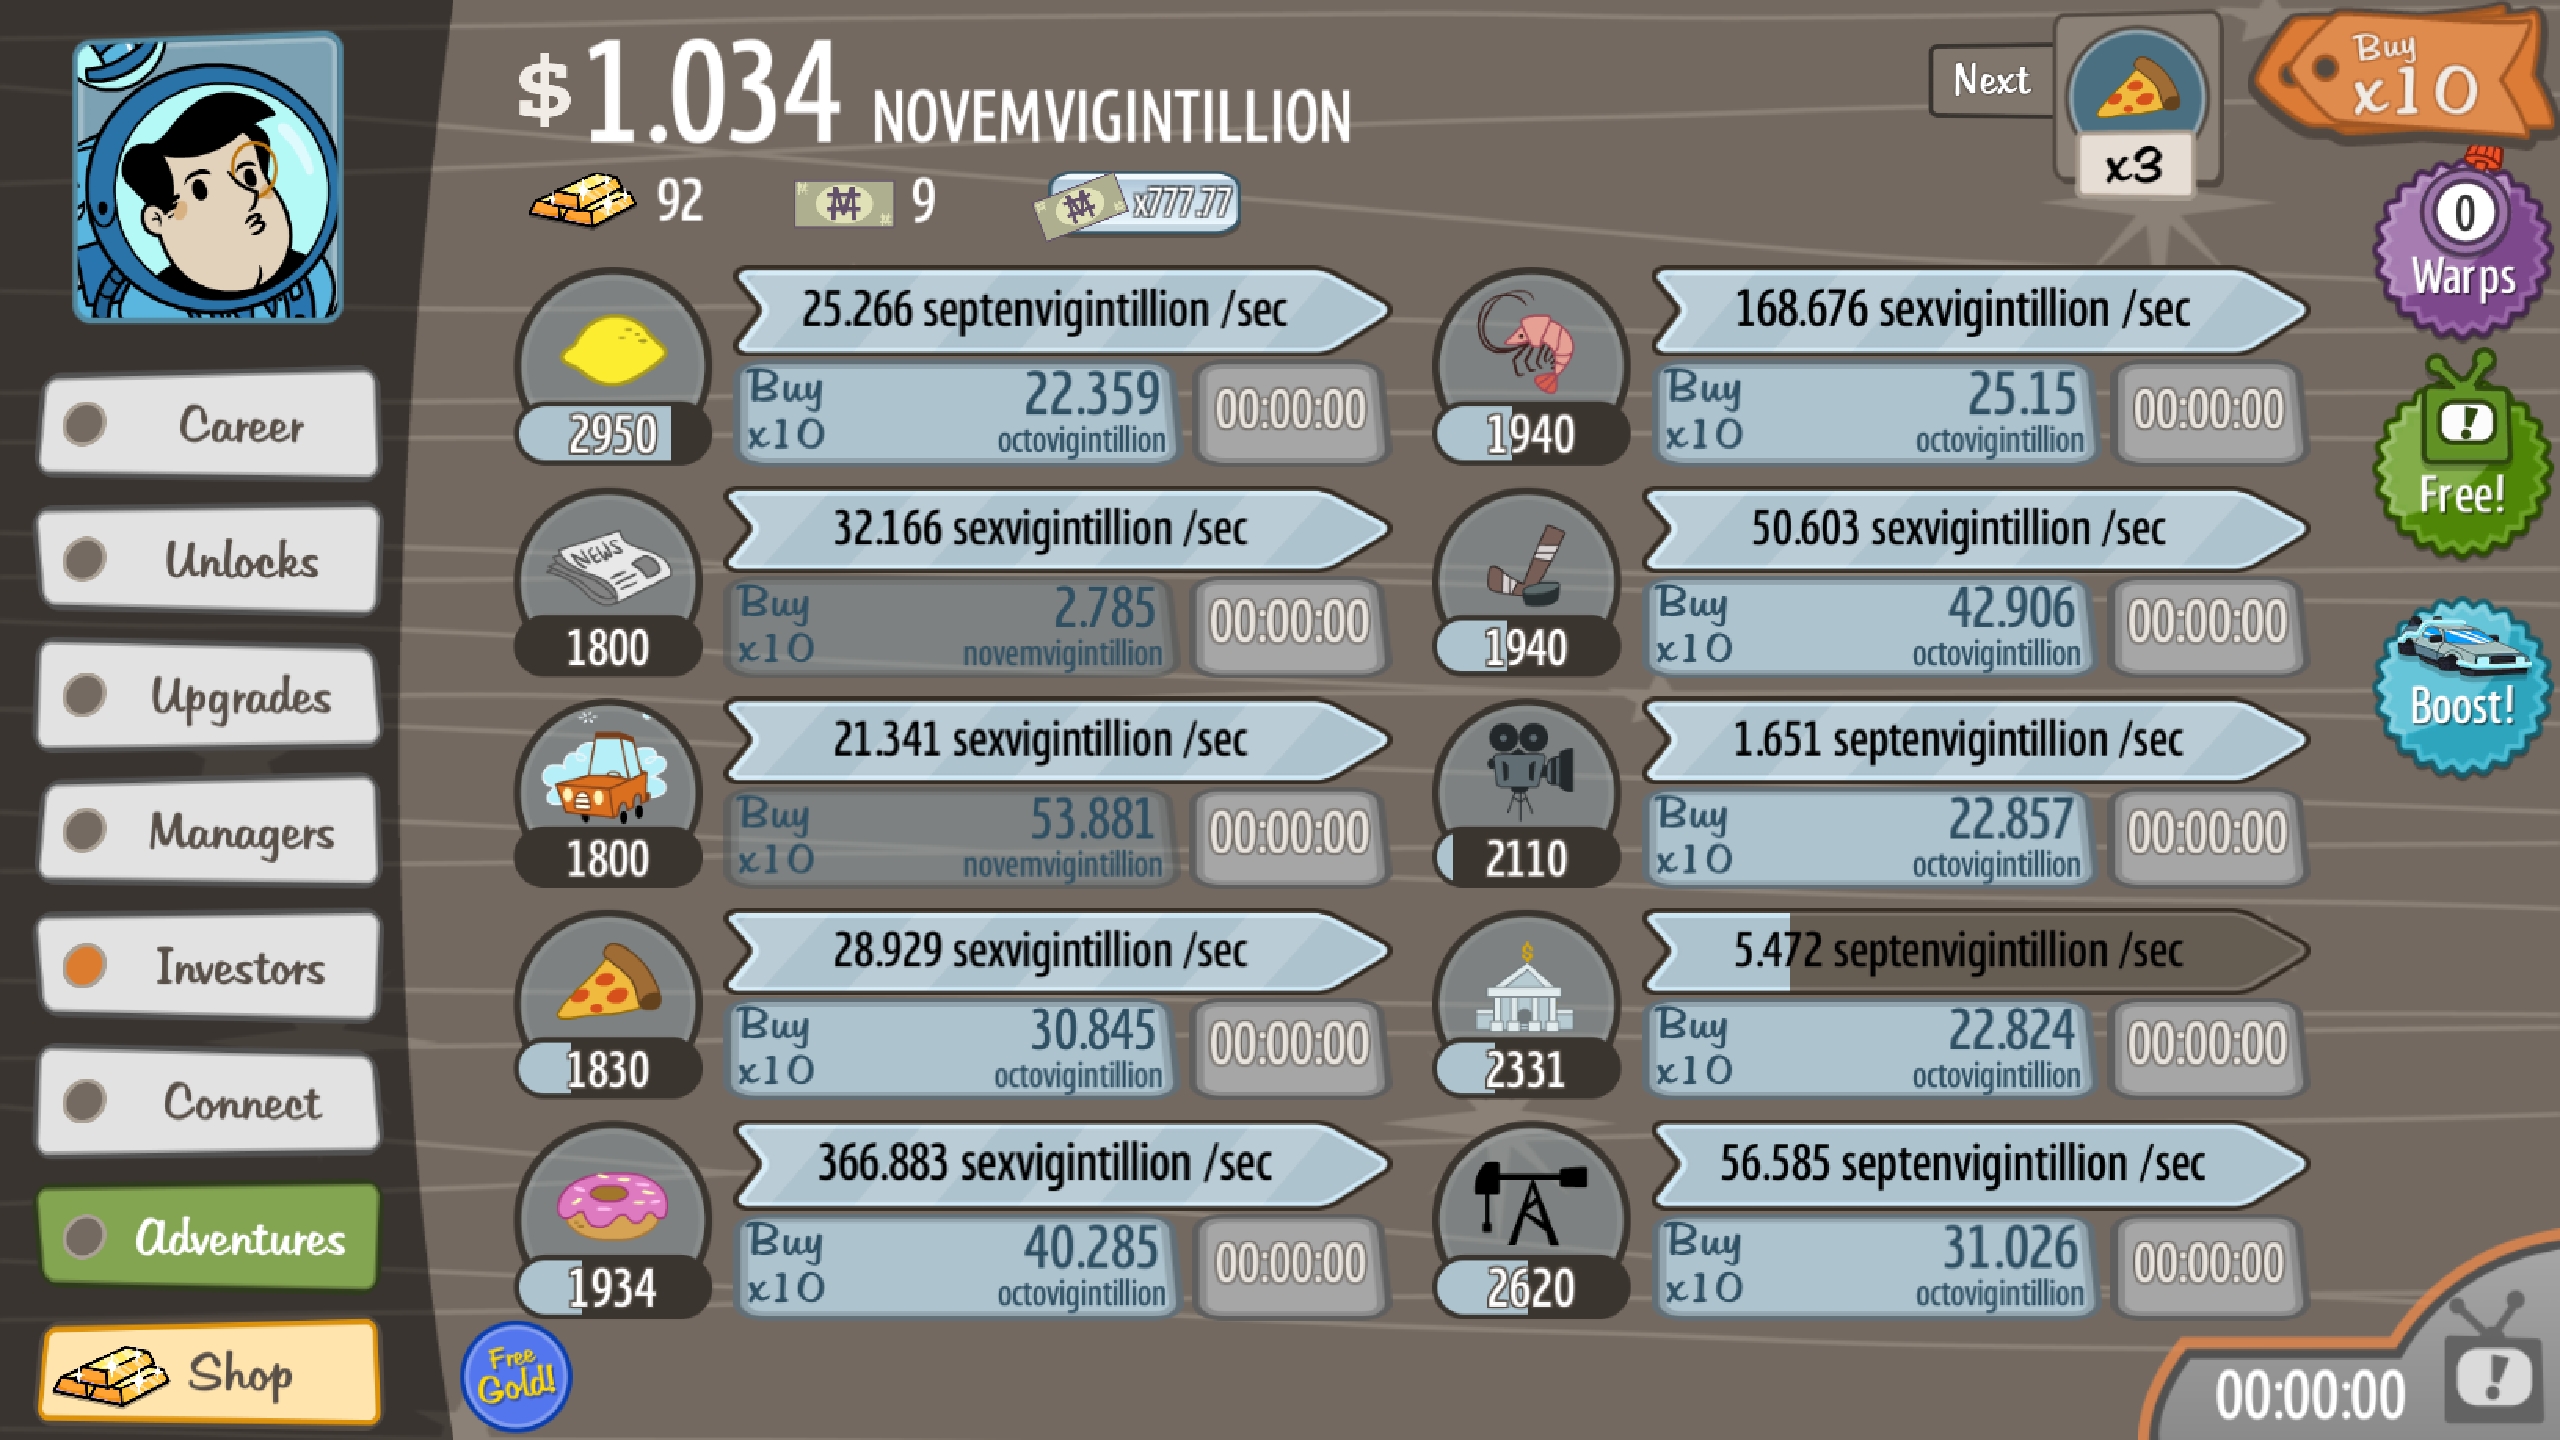 $1.034 NOVEMVIGINTILLION
Next
x3
Buy
x10
92
9
x777.77
0
Warps
Free!
Boost!
Career
Unlocks
Upgrades
Managers
Investors
Connect
Adventures
Shop
25.266 septenvigintillion /sec
2950
Buy
x10
22.359
octovigintillion
00:00:00
NEWS
32.166 sexvigintillion /sec
1800
Buy
x10
2.785
novemvigintillion
00:00:00
21.341 sexvigintillion /sec
1800
Buy
x10
53.881
novemvigintillion
00:00:00
28.929 sexvigintillion /sec
1830
Buy
x10
30.845
octovigintillion
00:00:00
366.883 sexvigintillion /sec
1934
Buy
x10
40.285
octovigintillion
00:00:00
168.676 sexvigintillion /sec
1940
Buy
x10
25.15
octovigintillion
00:00:00
50.603 sexvigintillion /sec
1940
Buy
x10
42.906
octovigintillion
00:00:00
1.651 septenvigintillion /sec
2110
Buy
x10
22.857
octovigintillion
00:00:00
$
5.472 septenvigintillion /sec
2331
Buy
x10
22.824
octovigintillion
00:00:00
56.585 septenvigintillion /sec
2620
Buy
x10
31.026
octovigintillion
00:00:00
Free
Gold!
00:00:00
!